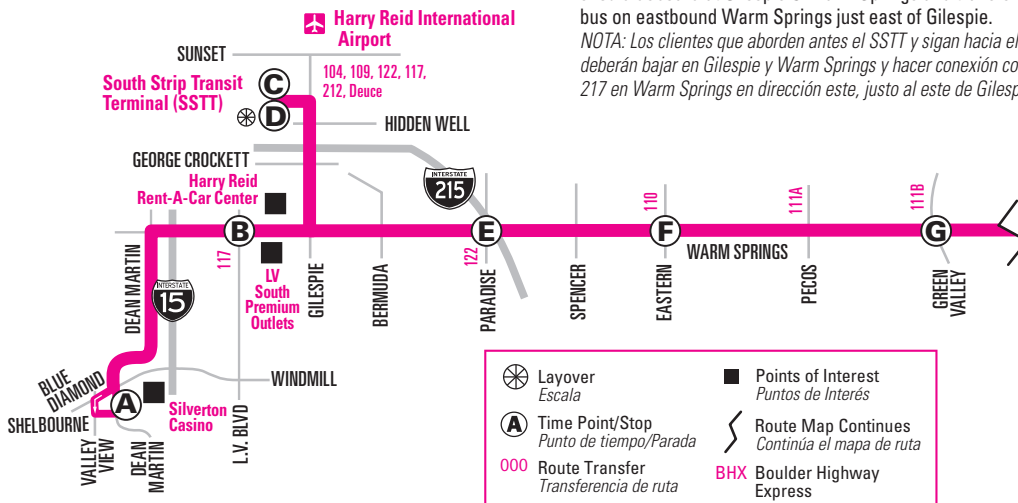 bus on eastbound Warm Springs just east of Gilespie.
NOTA: Los clientes que aborden antes el SSTT y sigan hacia el
deberán bajar en Gilespie y Warm Springs y hacer conexión co
217 en Warm Springs en dirección este, justo al este de Gilesp
Harry Reid International
Airport
SUNSET
104, 109, 122, 117,
212, Deuce
South Strip Transit
Terminal (SSTT)
C
D
HIDDEN WELL
GEORGE CROCKETT
INTERSTATE
215
Harry Reid
Rent-A-Car Center
110
111A
111B
B
E
F
G
WARM SPRINGS
117
122
LV
South
Premium
Outlets
DEAN MARTIN
INTERSTATE
15
GILESPIE
BERMUDA
PARADISE
SPENCER
EASTERN
PECOS
GREEN
VALLEY
BLUE
DIAMOND
WINDMILL
A
SHELBOURNE
Silverton
Casino
VALLEY
VIEW
DEAN
MARTIN
L.V. BLVD
Layover
Escala
A Time Point/Stop
Punto de tiempo/Parada
000 Route Transfer
Transferencia de ruta
Points of Interest
Puntos de Interés
Route Map Continues
Continúa el mapa de ruta
BHX Boulder Highway
Express